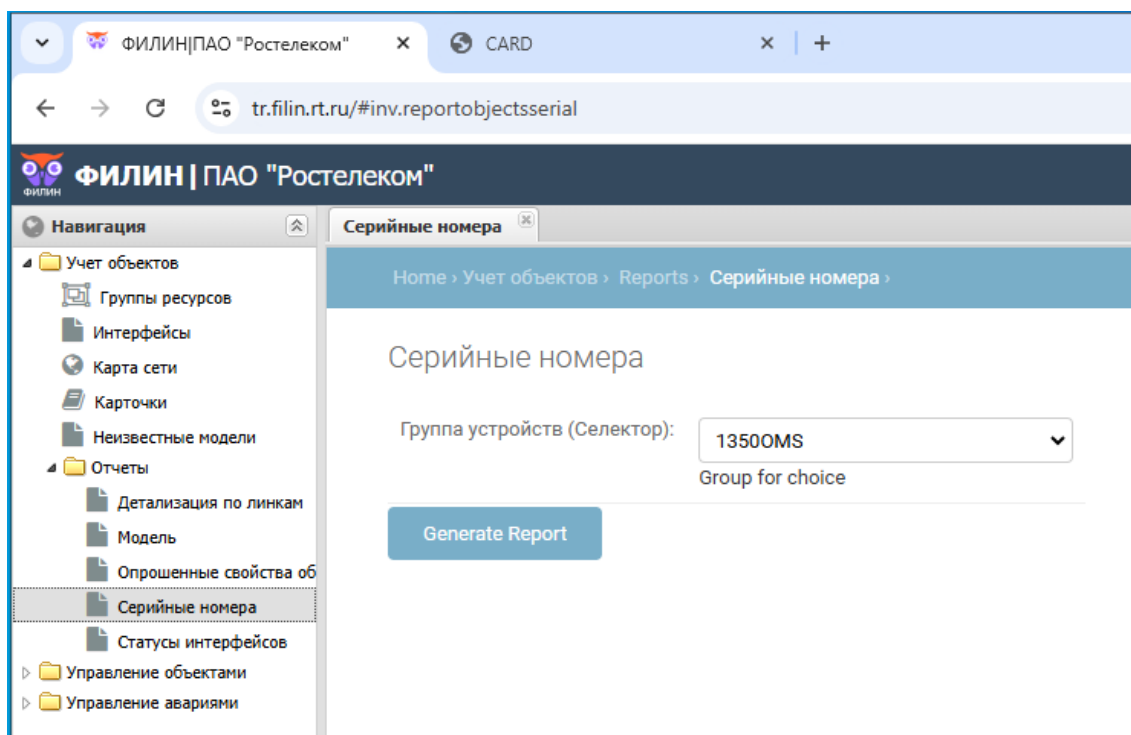 ФИЛИН|ПАО "Ростелеком"
CARD
tr.filin.rt.ru/#inv.reportobjectsserial
ФИЛИН
ФИЛИН | ПАО "Ростелеком"
Навигация
Серийные номера
Учет объектов
Группы ресурсов
Интерфейсы
Карта сети
Карточки
Неизвестные модели
Отчеты
Детализация по линкам
Модель
Опрошенные свойства об
Серийные номера
Статусы интерфейсов
Управление объектами
Управление авариями
Home › Учет объектов › Reports › Серийные номера ›
Серийные номера
Группа устройств (Селектор):
1350OMS
Group for choice
Generate Report